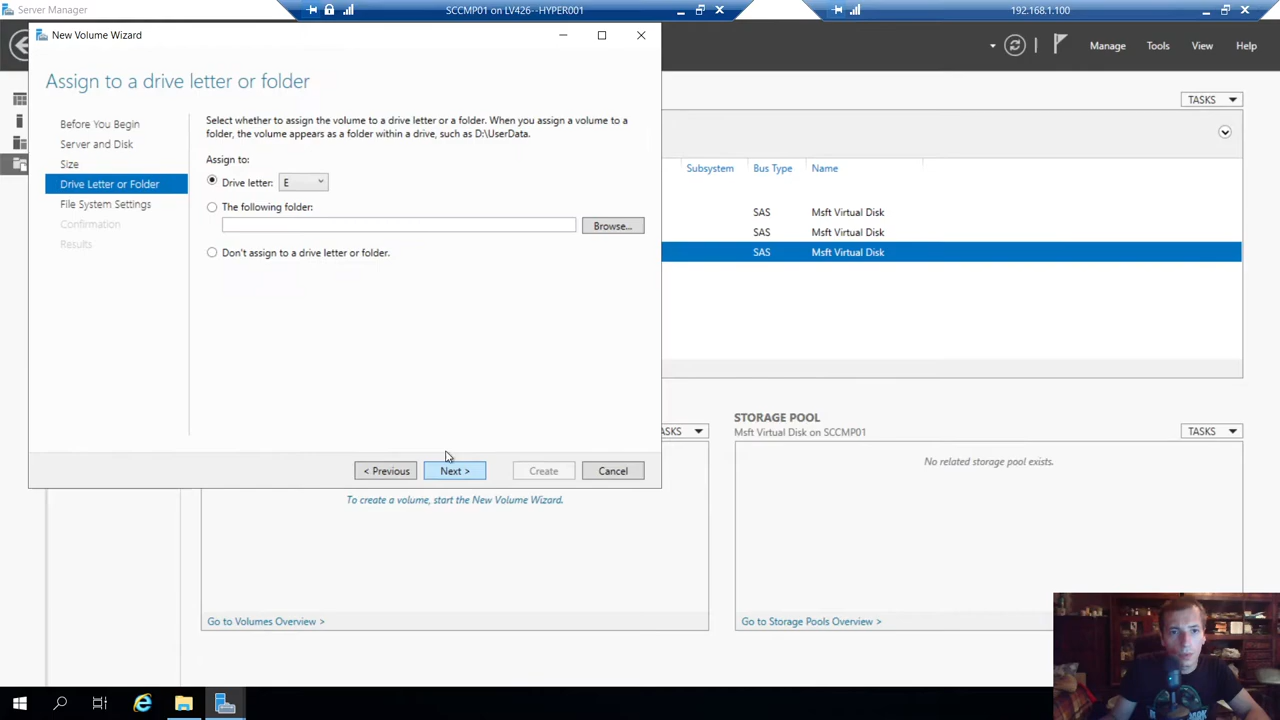 Server Manager
SCCMP01 on LV426--HYPER001
192.168.1.100
New Volume Wizard
Manage
Tools
View
Help
Assign to a drive letter or folder
TASKS
Before You Begin
Server and Disk
Size
Drive Letter or Folder
File System Settings
Confirmation
Results
Select whether to assign the volume to a drive letter or a folder. When you assign a volume to a
folder, the volume appears as a folder within a drive, such as D:\UserData.
Assign to:
Drive letter: E
The following folder:
Browse...
Don't assign to a drive letter or folder.
Subsystem Bus Type Name
SAS Msft Virtual Disk
SAS Msft Virtual Disk
SAS Msft Virtual Disk
< Previous
Next >
Create
Cancel
ASKS
To create a volume, start the New Volume Wizard.
Go to Volumes Overview >
STORAGE POOL
Msft Virtual Disk on SCCMP01
TASKS
No related storage pool exists.
Go to Storage Pools Overview >